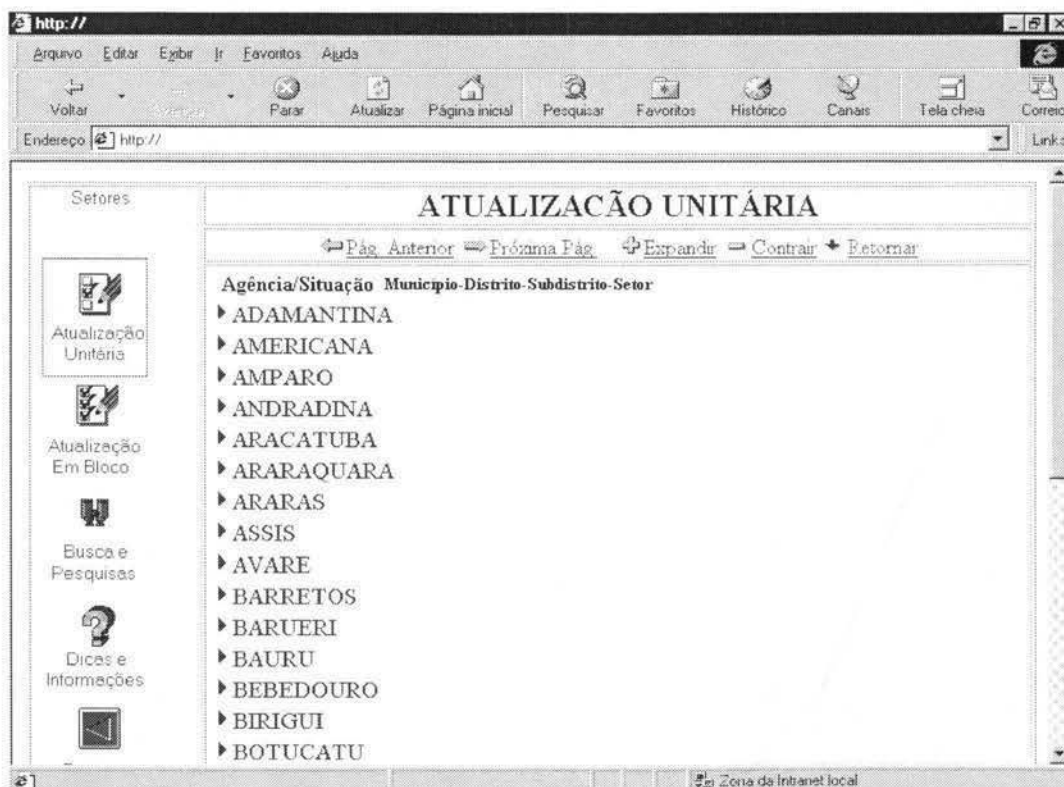 http://
Arquivo Editar Exibir Ir Favoritos Ajuda
Voltar Parar Atualizar Página inicial Pesquisar Favoritos Histórico Canais Tela cheia Correio
Endereço http:// Links
Setores
ATUALIZACÃO UNITÁRIA
Pág. Anterior Próxima Pág. Expandir Contrair Retornar
Agência/Situação Município-Distrito-Subdistrito-Setor
Atualização
Unitária
Atualização
Em Bloco
Busca e
Pesquisas
Dicas e
Informações
ADAMANTINA
AMERICANA
AMPARO
ANDRADINA
ARACATUBA
ARARAQUARA
ARARAS
ASSIS
AVARE
BARRETOS
BARUERI
BAURU
BEBEDOURO
BIRIGUI
BOTUCATU
Zona da Intranet local